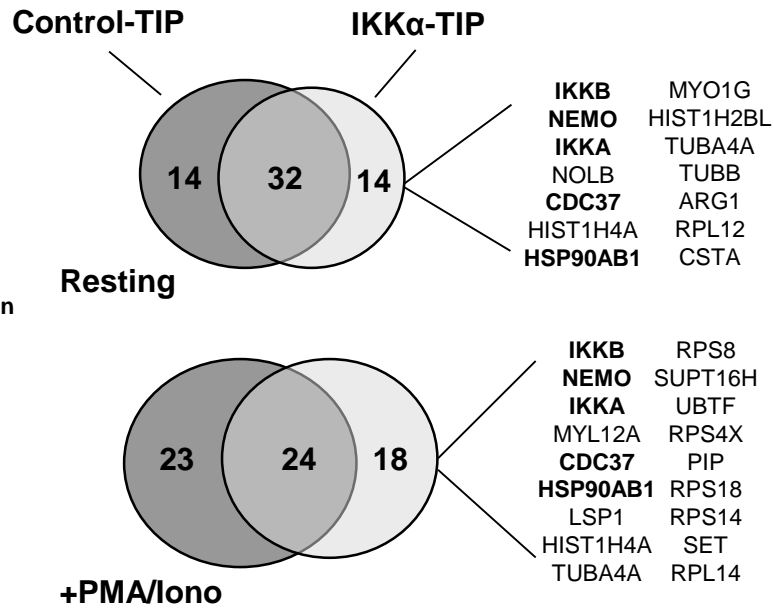 Control-TIP IKKα-TIP
14 32 14
IKKB MYO1G
NEMO HIST1H2BL
IKKA TUBA4A
NOLB TUBB
CDC37 ARG1
HIST1H4A RPL12
HSP90AB1 CSTA
Resting
n
23 24 18
IKKB RPS8
NEMO SUPT16H
IKKA UBTF
MYL12A RPS4X
CDC37 PIP
HSP90AB1 RPS18
LSP1 RPS14
HIST1H4A SET
TUBA4A RPL14
+PMA/Iono